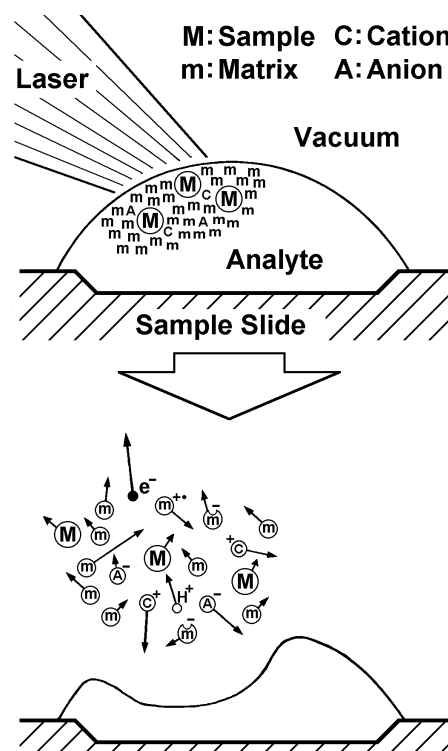 M: Sample C: Cation
m: Matrix A: Anion
Laser
Vacuum
m m m
m m m M m m m
m m m C M m
m A m m m m m
m m M m m A m m
m m m C m m m
m m m m
Analyte
Sample Slide
e⁻
m m⁺• m⁻ m
M m C⁺
m M m
m A⁻ M
m C⁺ H⁺ A⁻
m m⁻ m